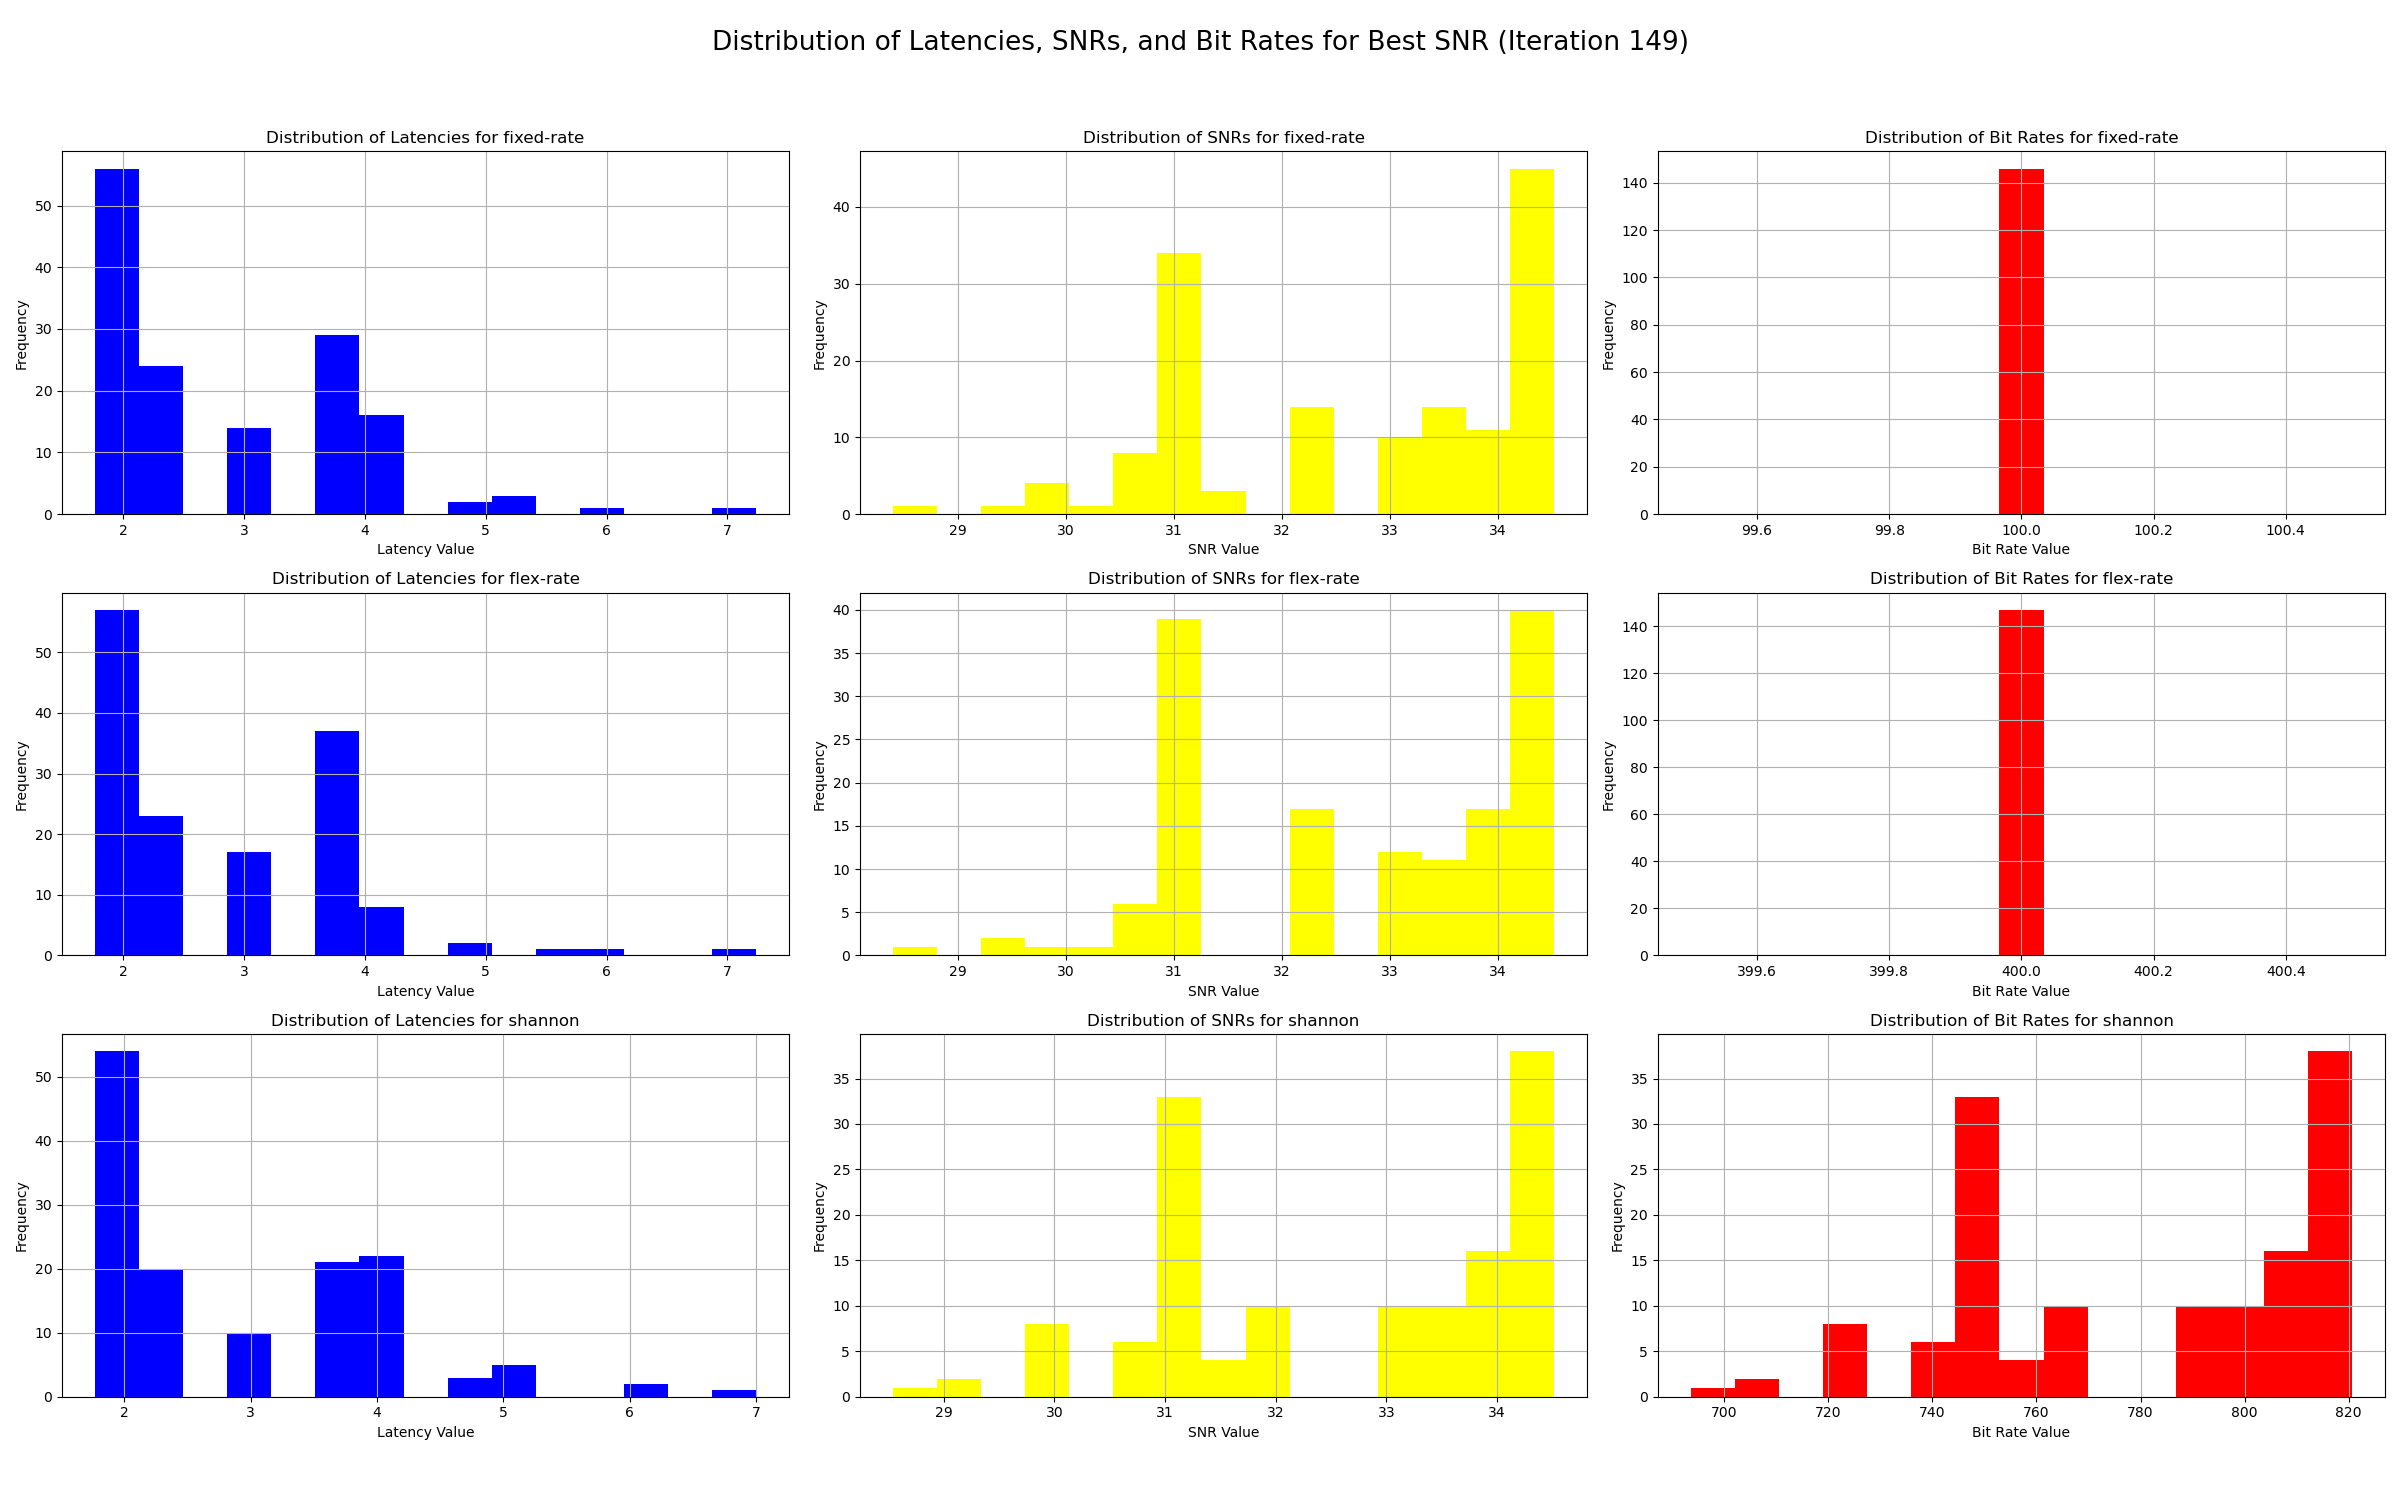 Distribution of Latencies, SNRs, and Bit Rates for Best SNR (Iteration 149)
Distribution of Latencies for fixed-rate
Frequency
50
40
30
20
10
0
2 3 4 5 6 7
Latency Value
Distribution of SNRs for fixed-rate
Frequency
40
30
20
10
0
29 30 31 32 33 34
SNR Value
Distribution of Bit Rates for fixed-rate
Frequency
140
120
100
80
60
40
20
0
99.6 99.8 100.0 100.2 100.4
Bit Rate Value
Distribution of Latencies for flex-rate
Frequency
50
40
30
20
10
0
2 3 4 5 6 7
Latency Value
Distribution of SNRs for flex-rate
Frequency
40
35
30
25
20
15
10
5
0
29 30 31 32 33 34
SNR Value
Distribution of Bit Rates for flex-rate
Frequency
140
120
100
80
60
40
20
0
399.6 399.8 400.0 400.2 400.4
Bit Rate Value
Distribution of Latencies for shannon
Frequency
50
40
30
20
10
0
2 3 4 5 6 7
Latency Value
Distribution of SNRs for shannon
Frequency
35
30
25
20
15
10
5
0
29 30 31 32 33 34
SNR Value
Distribution of Bit Rates for shannon
Frequency
35
30
25
20
15
10
5
0
700 720 740 760 780 800 820
Bit Rate Value